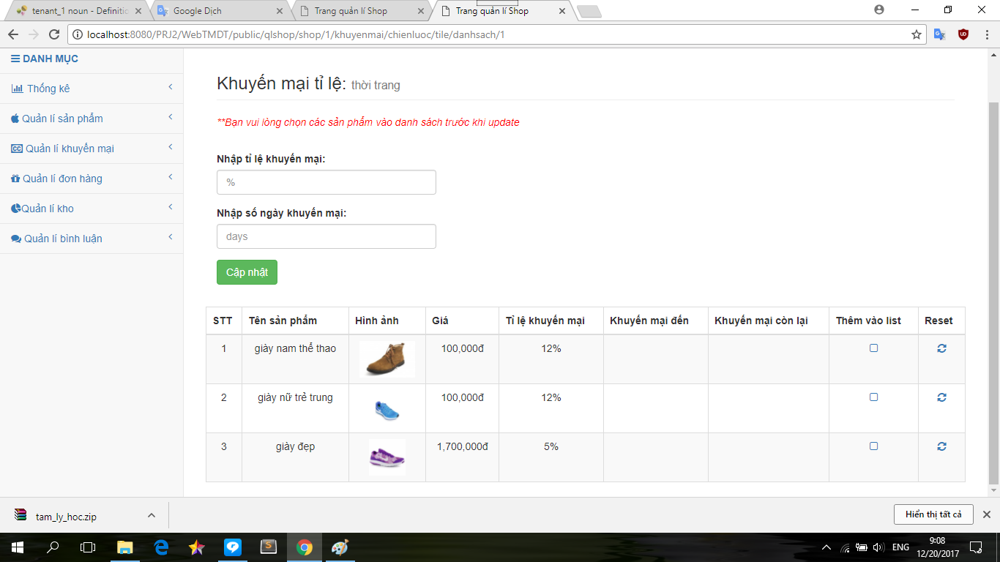 tenant_1 noun - Definitic
Google Dịch
Trang quản lí Shop
Trang quản lí Shop
localhost:8080/PRJ2/WebTMDT/public/qlshop/shop/1/khuyenmai/chienluoc/tile/danhsach/1
DANH MỤC
Thống kê
Quản lí sản phẩm
Quản lí khuyến mại
Quản lí đơn hàng
Quản lí kho
Quản lí bình luận
Khuyến mại tỉ lệ: thời trang
**Bạn vui lòng chọn các sản phẩm vào danh sách trước khi update
Nhập tỉ lệ khuyến mại:
%
Nhập số ngày khuyến mại:
days
Cập nhật
STT Tên sản phẩm Hình ảnh Giá Tỉ lệ khuyến mại Khuyến mại đến Khuyến mại còn lại Thêm vào list Reset
1 giày nam thể thao 100,000đ 12%
2 giày nữ trẻ trung 100,000đ 12%
3 giày đẹp 1,700,000đ 5%
tam_ly_hoc.zip
Hiển thị tất cả
ENG
9:08
12/20/2017